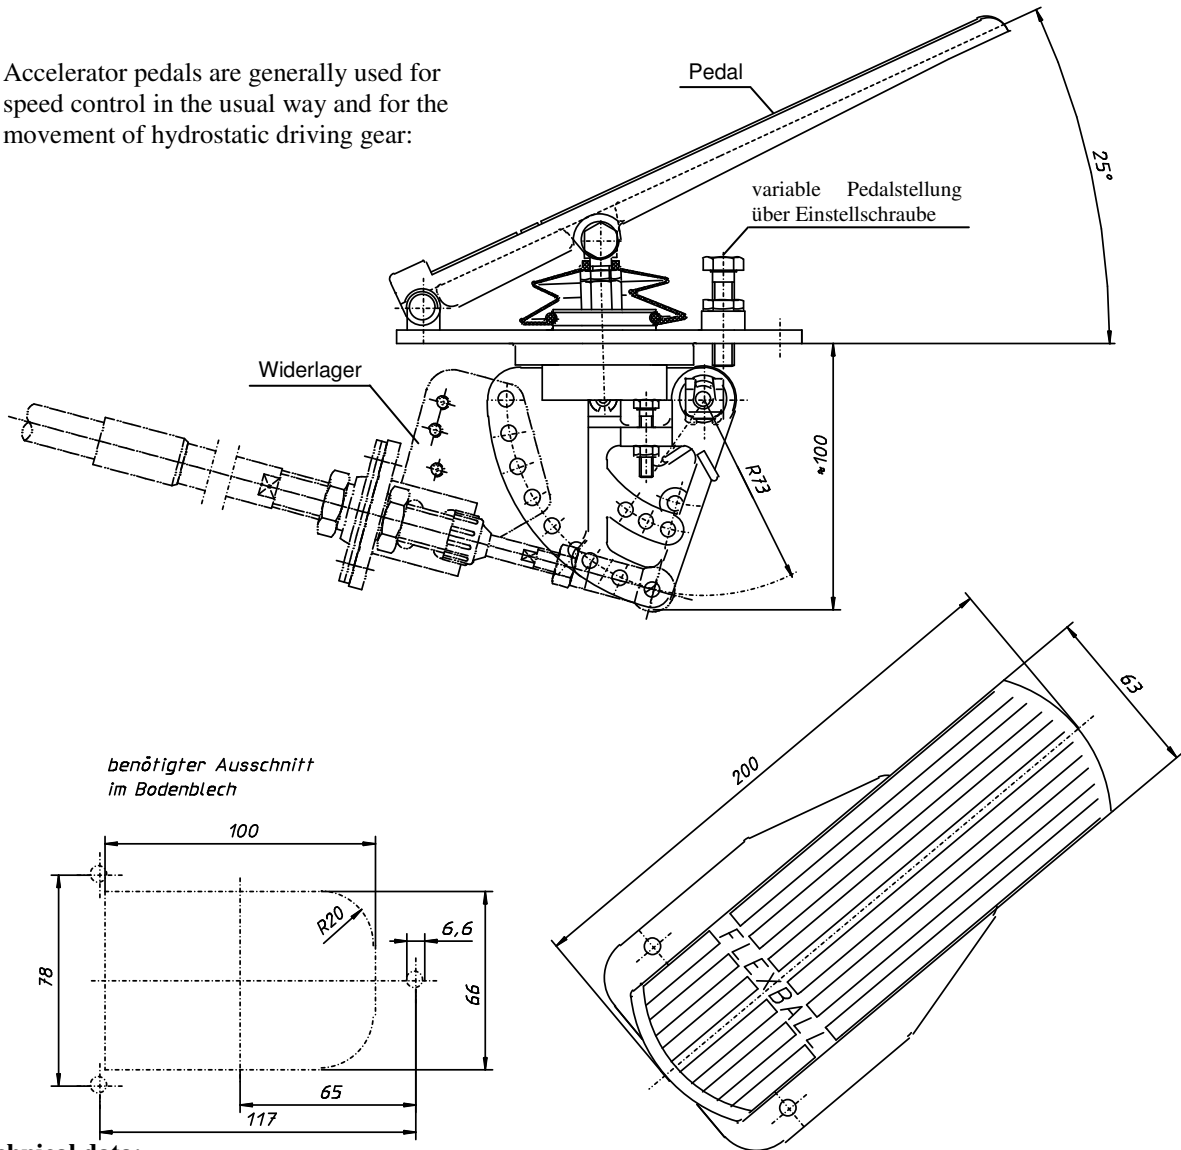 Accelerator pedals are generally used for
speed control in the usual way and for the
movement of hydrostatic driving gear:
Pedal
25°
variable Pedalstellung
über Einstellschraube
Widerlager
R73
≈100
benötigter Ausschnitt
im Bodenblech
100
R20
6,6
78
66
65
117
200
63
FLEXBALL